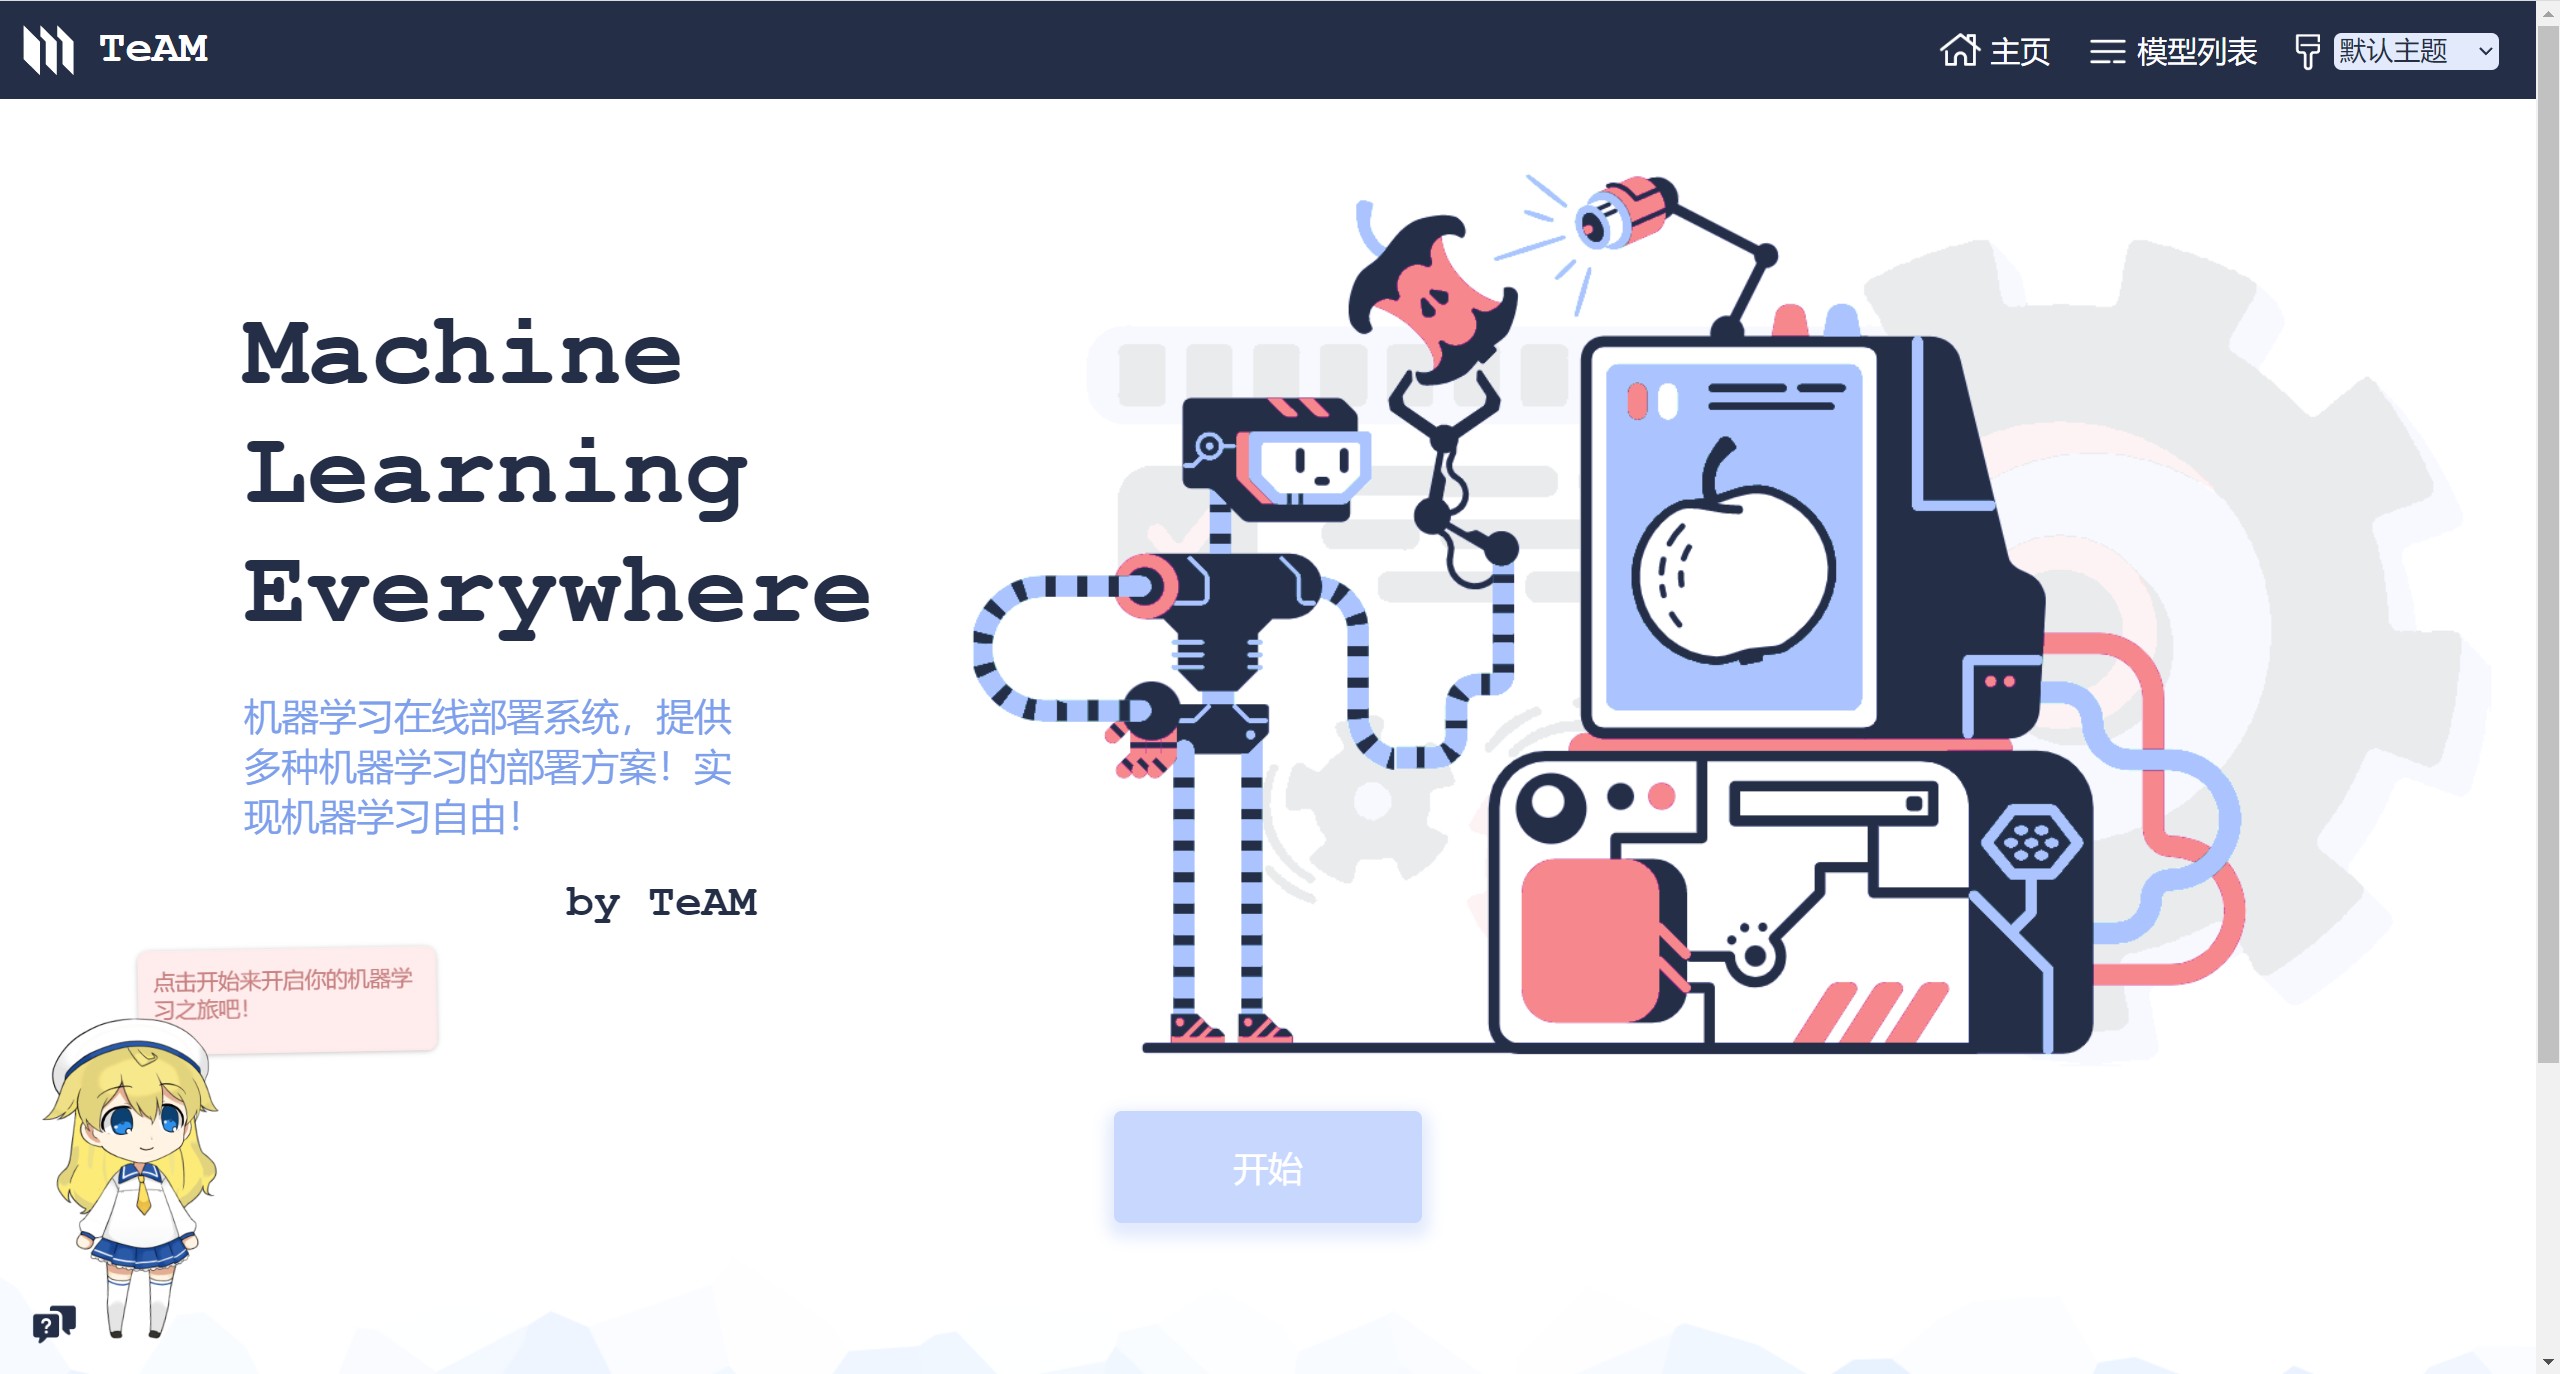 TeAM
主页
模型列表
默认主题
Machine
Learning
Everywhere
机器学习在线部署系统，提供
多种机器学习的部署方案！实
现机器学习自由！
by TeAM
点击开始来开启你的机器学
习之旅吧！
开始
?